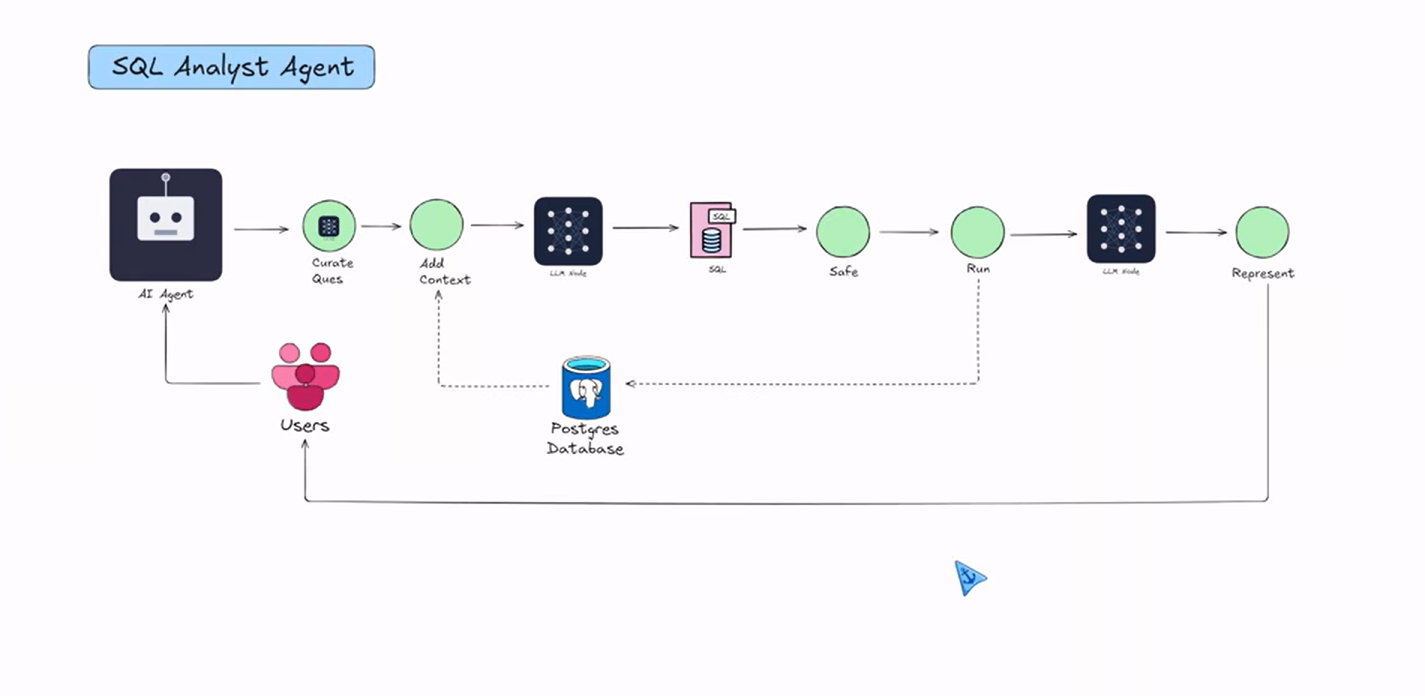 SQL Analyst Agent
AI Agent
Curate
Ques
Add
Context
LLM Node
SQL
SQL
Safe
Run
LLM Node
Represent
Users
Postgres
Database